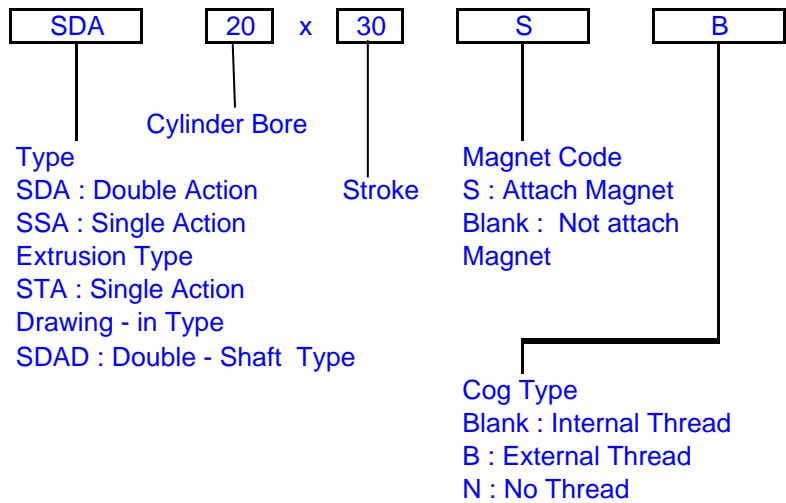 SDA 20 x 30 S B
Cylinder Bore
Type
SDA : Double Action
SSA : Single Action
Extrusion Type
STA : Single Action
Drawing - in Type
SDAD : Double - Shaft Type
Stroke
Magnet Code
S : Attach Magnet
Blank : Not attach
Magnet
Cog Type
Blank : Internal Thread
B : External Thread
N : No Thread